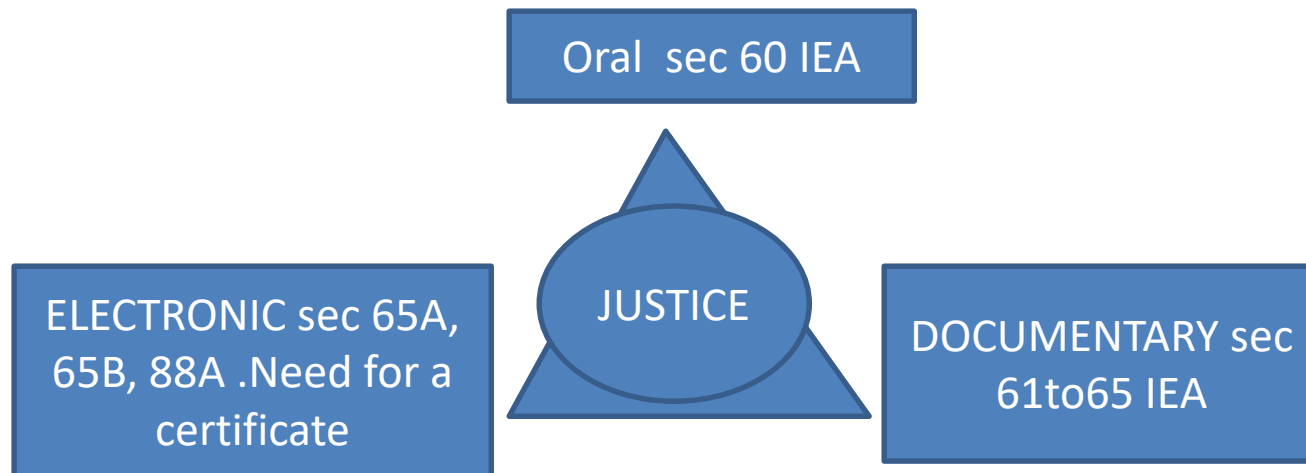 Oral  sec 60 IEA
JUSTICE
ELECTRONIC sec 65A,
65B, 88A .Need for a
certificate
DOCUMENTARY sec
61to65 IEA